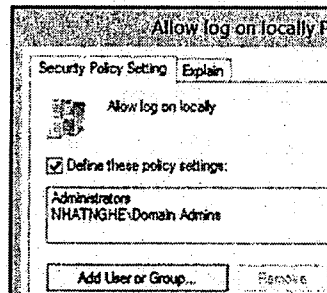 Allow log on locally P
Security Policy Setting
Explain
Allow log on locally
Define these policy settings:
Administrators
NHATNGHE\Domain Admins
Add User or Group...
Remove